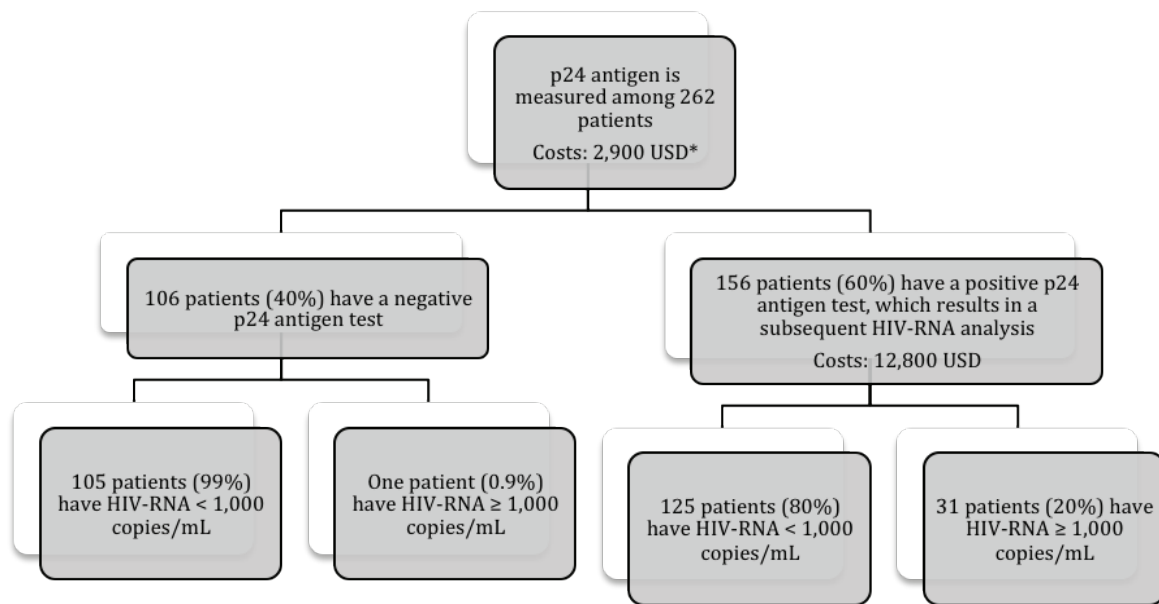 p24 antigen is
measured among 262
patients
Costs: 2,900 USD*
106 patients (40%) have a negative
p24 antigen test
156 patients (60%) have a positive p24
antigen test, which results in a
subsequent HIV-RNA analysis
Costs: 12,800 USD
105 patients (99%)
have HIV-RNA < 1,000
copies/mL
One patient (0.9%)
have HIV-RNA ≥ 1,000
copies/mL
125 patients (80%)
have HIV-RNA < 1,000
copies/mL
31 patients (20%) have
HIV-RNA ≥ 1,000
copies/mL